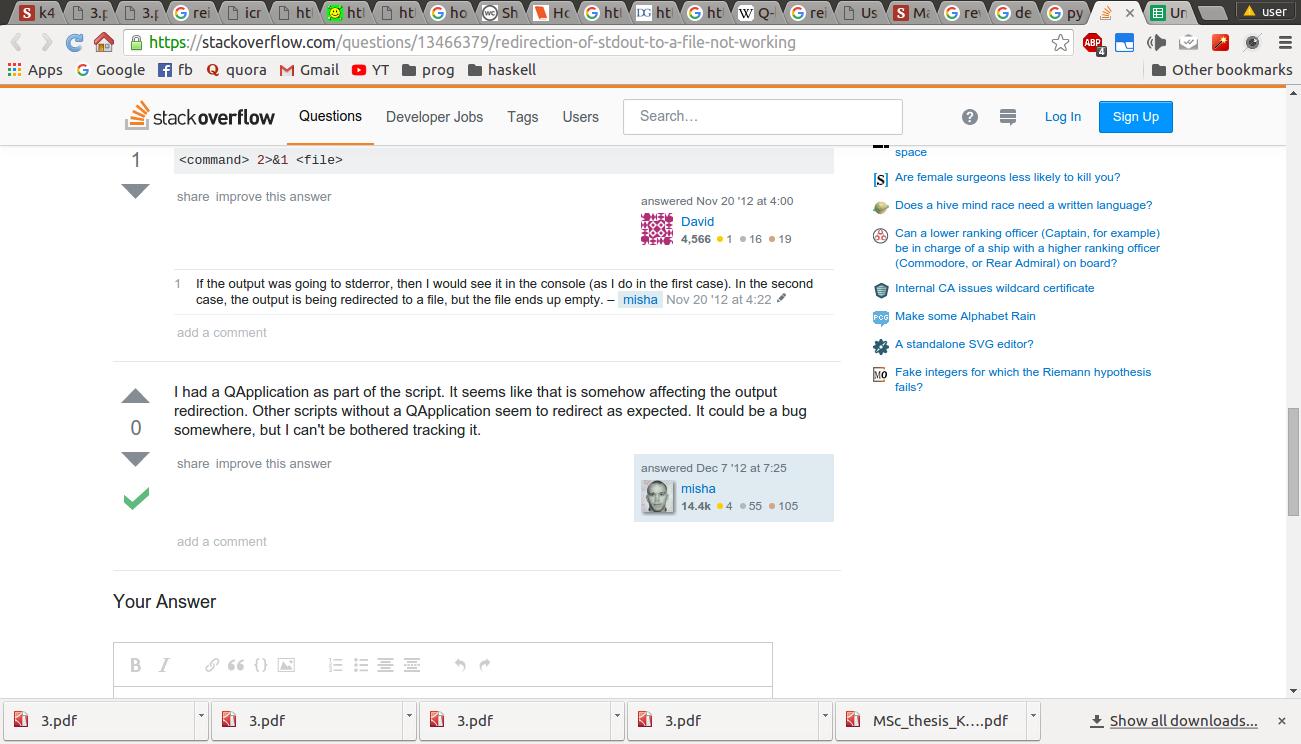 k4
3.p
3.p
rei
icr
htl
htl
htl
ho
Sh
Ho
htt
htl
htl
Q-
rei
Us
Ma
rev
de
py
Un
user
https://stackoverflow.com/questions/13466379/redirection-of-stdout-to-a-file-not-working
Apps Google fb quora Gmail YT prog haskell Other bookmarks
stackoverflow Questions Developer Jobs Tags Users Search... ? Log In Sign Up
1 <command> 2>&1 <file>
share improve this answer
answered Nov 20 '12 at 4:00
David
4,566 1 16 19
1 If the output was going to stderror, then I would see it in the console (as I do in the first case). In the second
case, the output is being redirected to a file, but the file ends up empty. – misha Nov 20 '12 at 4:22
add a comment
I had a QApplication as part of the script. It seems like that is somehow affecting the output
redirection. Other scripts without a QApplication seem to redirect as expected. It could be a bug
somewhere, but I can't be bothered tracking it.
0
share improve this answer
answered Dec 7 '12 at 7:25
misha
14.4k 4 55 105
add a comment
Your Answer
B I
space
Are female surgeons less likely to kill you?
Does a hive mind race need a written language?
Can a lower ranking officer (Captain, for example)
be in charge of a ship with a higher ranking officer
(Commodore, or Rear Admiral) on board?
Internal CA issues wildcard certificate
Make some Alphabet Rain
A standalone SVG editor?
Fake integers for which the Riemann hypothesis
fails?
3.pdf 3.pdf 3.pdf 3.pdf MSc_thesis_K....pdf Show all downloads...